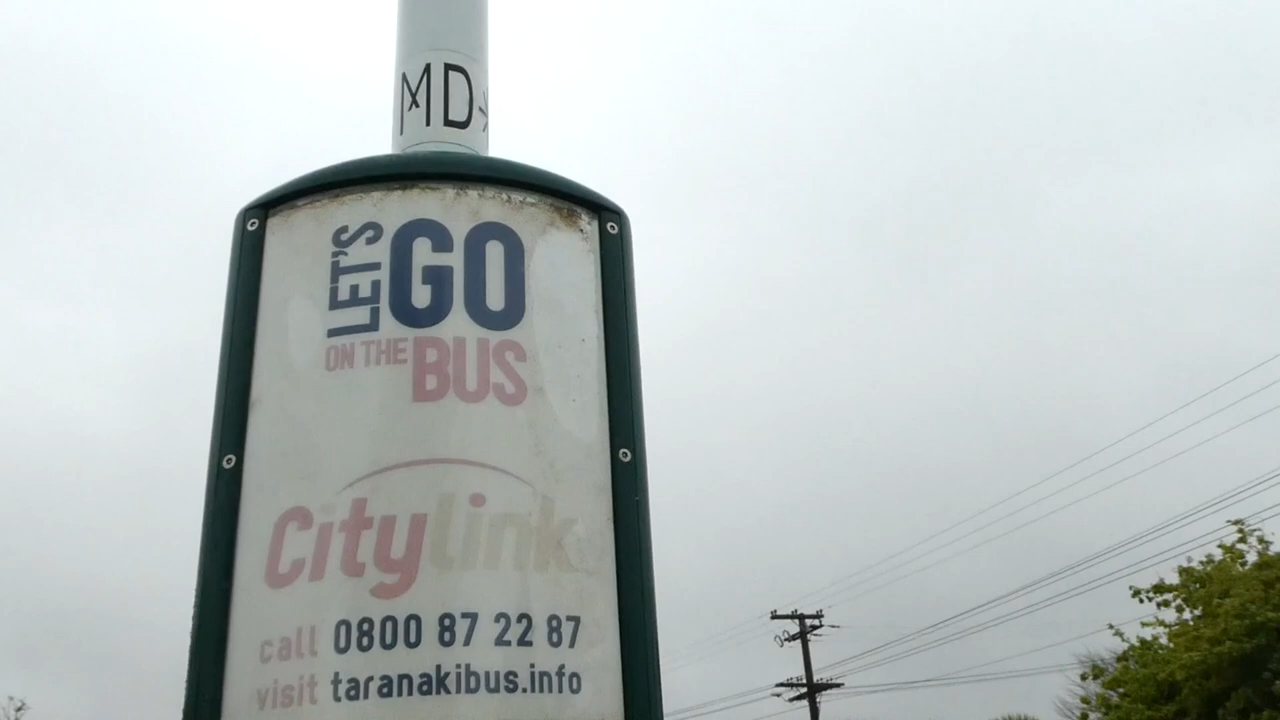 MD
LET'S GO
ON THE BUS
Citylink
call 0800 87 22 87
visit taranakibus.info